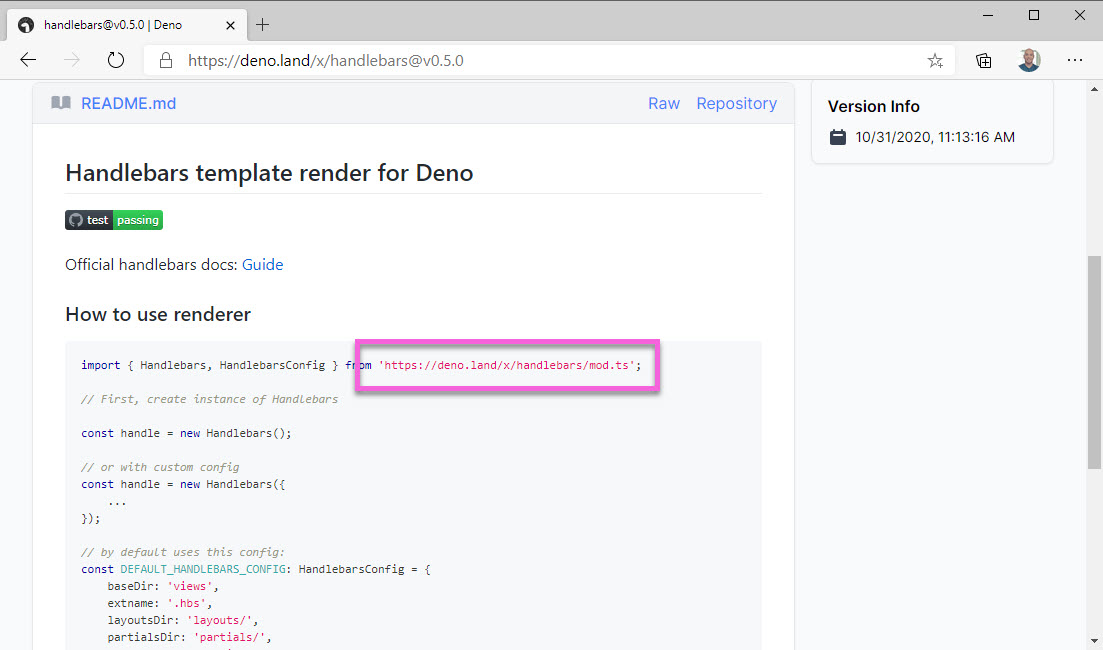 handlebars@v0.5.0 | Deno
https://deno.land/x/handlebars@v0.5.0
README.md Raw Repository
Version Info
10/31/2020, 11:13:16 AM
Handlebars template render for Deno
test passing
Official handlebars docs: Guide
How to use renderer
import { Handlebars, HandlebarsConfig } from 'https://deno.land/x/handlebars/mod.ts';
// First, create instance of Handlebars
const handle = new Handlebars();
// or with custom config
const handle = new Handlebars({
...
});
// by default uses this config:
const DEFAULT_HANDLEBARS_CONFIG: HandlebarsConfig = {
baseDir: 'views',
extname: '.hbs',
layoutsDir: 'layouts/',
partialsDir: 'partials/',